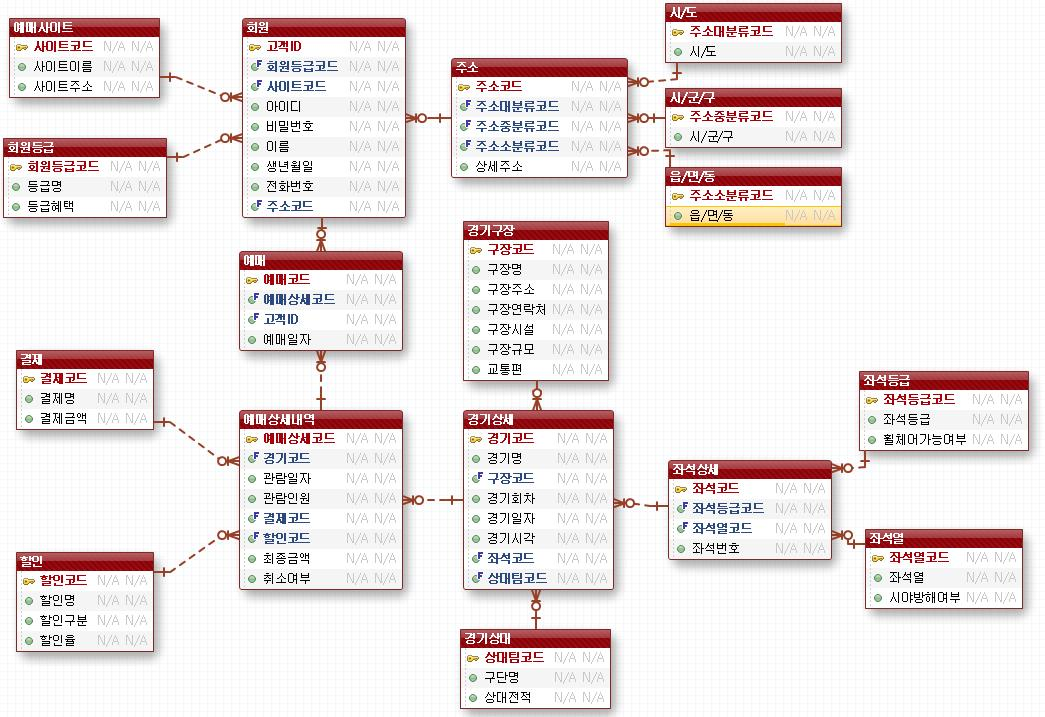 예매사이트
사이트코드 N/A N/A
사이트이름 N/A N/A
사이트주소 N/A N/A
회원등급
회원등급코드 N/A N/A
등급명 N/A N/A
등급혜택 N/A N/A
회원
고객ID N/A N/A
회원등급코드 N/A N/A
사이트코드 N/A N/A
아이디 N/A N/A
비밀번호 N/A N/A
이름 N/A N/A
생년월일 N/A N/A
전화번호 N/A N/A
주소코드 N/A N/A
주소
주소코드 N/A N/A
주소대분류코드 N/A N/A
주소중분류코드 N/A N/A
주소소분류코드 N/A N/A
상세주소 N/A N/A
시/도
주소대분류코드 N/A N/A
시/도 N/A N/A
시/군/구
주소중분류코드 N/A N/A
시/군/구 N/A N/A
읍/면/동
주소소분류코드 N/A N/A
읍/면/동 N/A N/A
예매
예매코드 N/A N/A
예매상세코드 N/A N/A
고객ID N/A N/A
예매일자 N/A N/A
경기구장
구장코드 N/A N/A
구장명 N/A N/A
구장주소 N/A N/A
구장연락처 N/A N/A
구장시설 N/A N/A
구장규모 N/A N/A
교통편 N/A N/A
결제
결제코드 N/A N/A
결제명 N/A N/A
결제금액 N/A N/A
할인
할인코드 N/A N/A
할인명 N/A N/A
할인구분 N/A N/A
할인율 N/A N/A
예매상세내역
예매상세코드 N/A N/A
경기코드 N/A N/A
관람일자 N/A N/A
관람인원 N/A N/A
결제코드 N/A N/A
할인코드 N/A N/A
최종금액 N/A N/A
취소여부 N/A N/A
경기상세
경기코드 N/A N/A
경기명 N/A N/A
구장코드 N/A N/A
경기회차 N/A N/A
경기일자 N/A N/A
경기시각 N/A N/A
좌석코드 N/A N/A
상대팀코드 N/A N/A
경기상대
상대팀코드 N/A N/A
구단명 N/A N/A
상대전적 N/A N/A
좌석상세
좌석코드 N/A N/A
좌석등급코드 N/A N/A
좌석열코드 N/A N/A
좌석번호 N/A N/A
좌석등급
좌석등급코드 N/A N/A
좌석등급 N/A N/A
휠체어가능여부 N/A N/A
좌석열
좌석열코드 N/A N/A
좌석열 N/A N/A
시야방해여부 N/A N/A